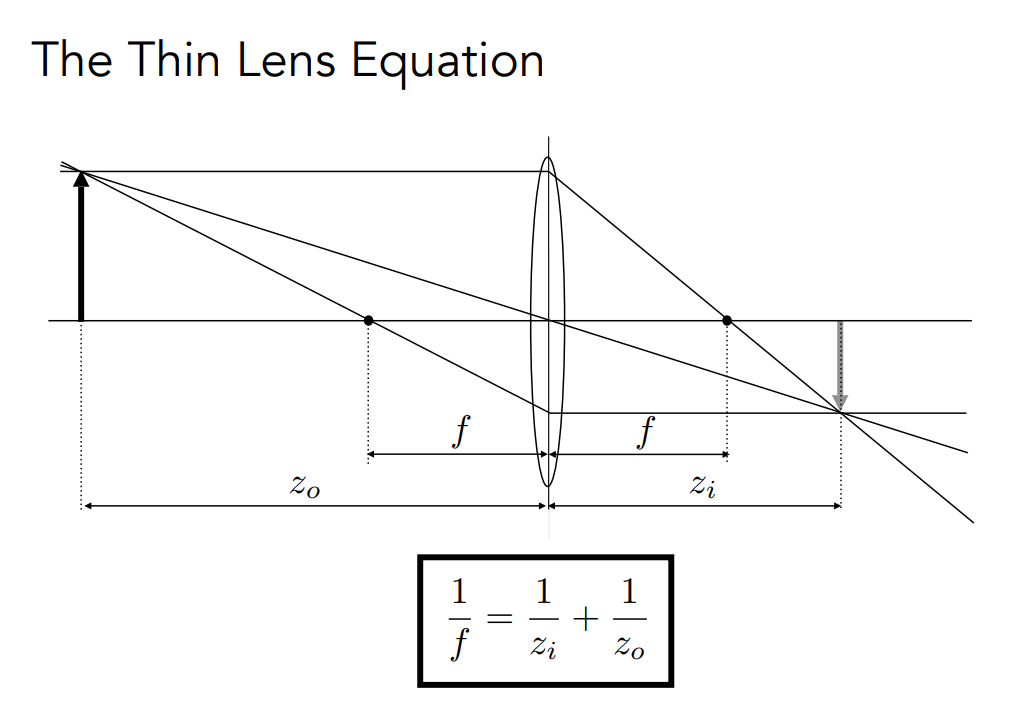 The Thin Lens Equation
f f
z_o z_i
1/f = 1/z_i + 1/z_o